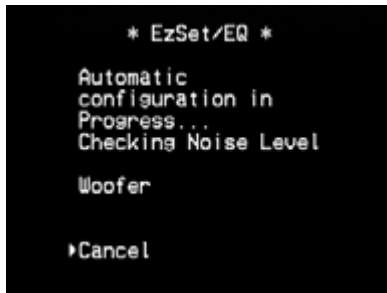 * EzSet/EQ *
Automatic
configuration in
Progress...
Checking Noise Level
Woofer
▸Cancel